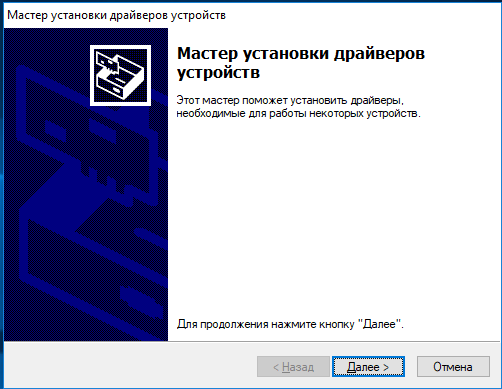 Мастер установки драйверов устройств
Мастер установки драйверов
устройств
Этот мастер поможет установить драйверы,
необходимые для работы некоторых устройств.
Для продолжения нажмите кнопку "Далее".
< Назад
Далее >
Отмена